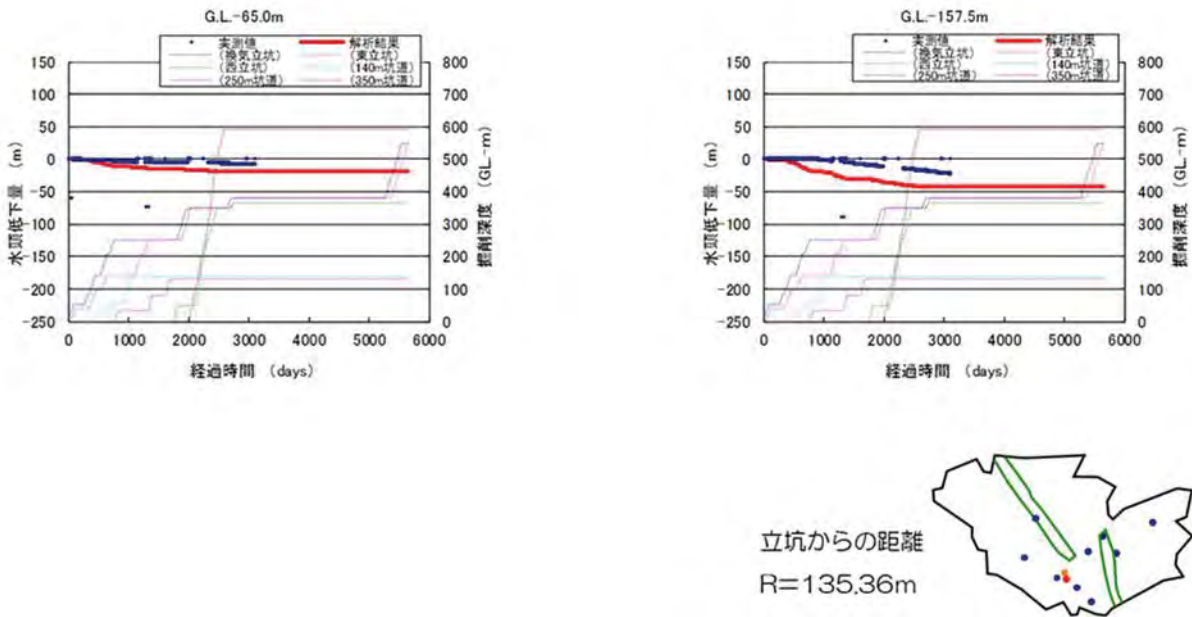 G.L.-65.0m
実測値 解析結果
(換気立坑) (東立坑)
(西立坑) (140m坑道)
(250m坑道) (350m坑道)
150 100 50 0 -50 -100 -150 -200 -250
水頭低下量 (m)
800 700 600 500 400 300 200 100 0
掘削深度 (GL.-m)
0 1000 2000 3000 4000 5000 6000
経過時間 (days)
G.L.-157.5m
実測値 解析結果
(換気立坑) (東立坑)
(西立坑) (140m坑道)
(250m坑道) (350m坑道)
150 100 50 0 -50 -100 -150 -200 -250
水頭低下量 (m)
800 700 600 500 400 300 200 100 0
掘削深度 (GL.-m)
0 1000 2000 3000 4000 5000 6000
経過時間 (days)
立坑からの距離
R=135.36m